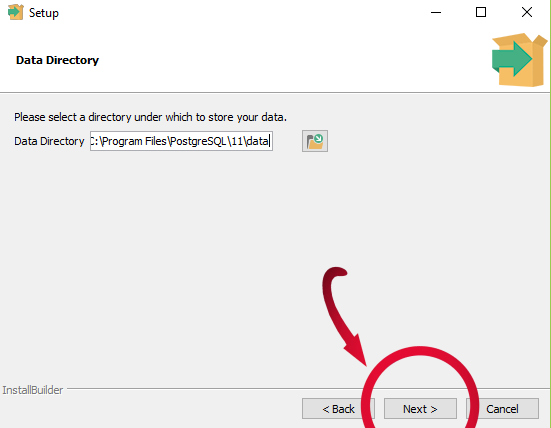 Setup
Data Directory
Please select a directory under which to store your data.
Data Directory C:\Program Files\PostgreSQL\11\data
InstallBuilder
< Back Next > Cancel